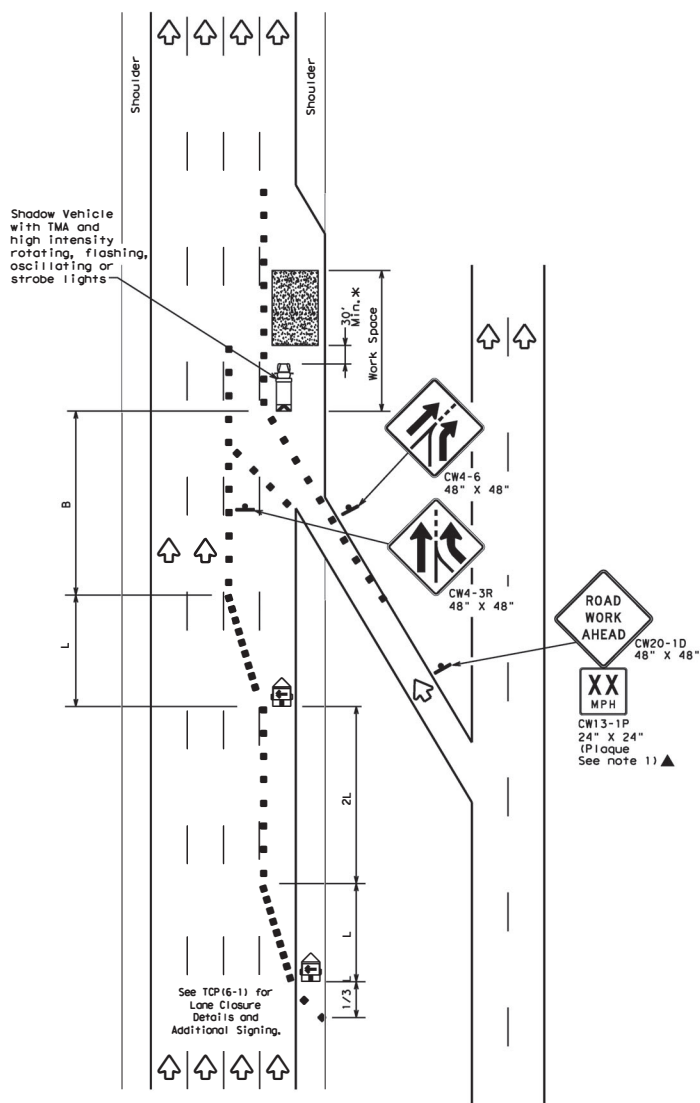 Shoulder
Shoulder
Shadow Vehicle
with TMA and
high intensity
rotating, flashing,
oscillating or
strobe lights
30'
Min.*
Work Space
CW4-6
48" X 48"
B
CW4-3R
48" X 48"
ROAD
WORK
AHEAD
CW20-1D
48" X 48"
XX
MPH
CW13-1P
24" X 24"
(Plaque
See note 1)▲
L
2L
L
1/3 L
See TCP(6-1) for
Lane Closure
Details and
Additional Signing.